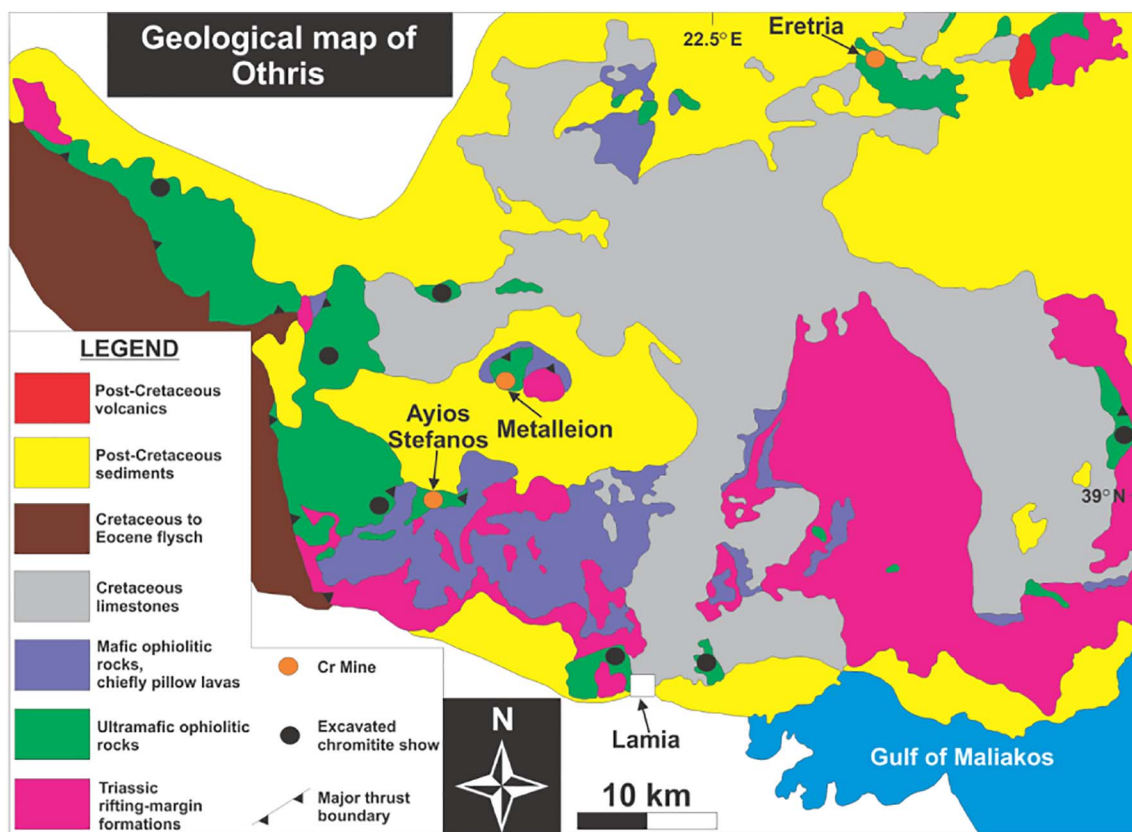 Geological map of
Othris
22.5° E
Eretria
Metalleion
Ayios
Stefanos
39° N
LEGEND
Post-Cretaceous
volcanics
Post-Cretaceous
sediments
Cretaceous to
Eocene flysch
Cretaceous
limestones
Mafic ophiolitic
rocks,
chiefly pillow lavas
Ultramafic ophiolitic
rocks
Triassic
rifting-margin
formations
Cr Mine
Excavated
chromitite show
Major thrust
boundary
N
Lamia
10 km
Gulf of Maliakos